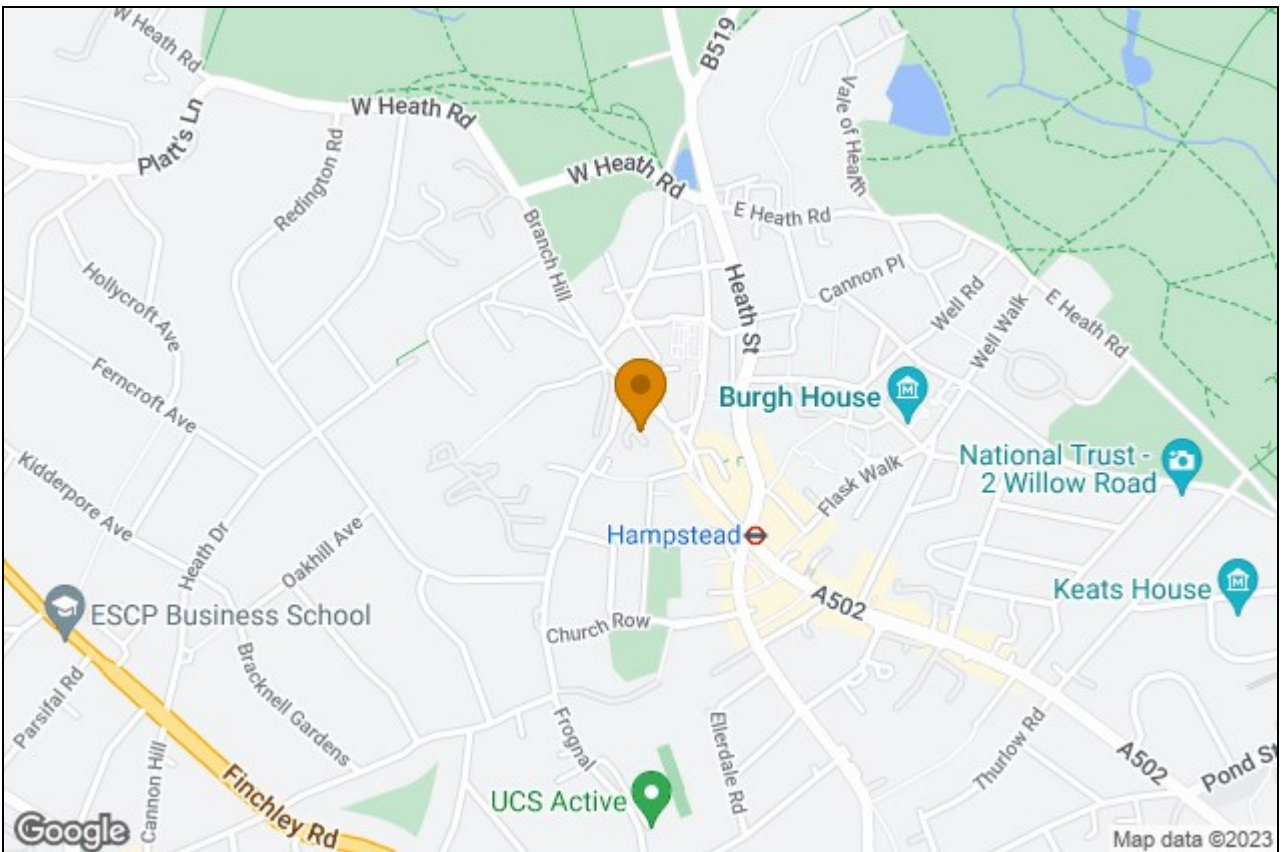 W Heath Rd
B519
Platt's Ln
W Heath Rd
Vale of Health
Redington Rd
W Heath Rd
E Heath Rd
Branch Hill
Hollycroft Ave
Heath St
Cannon Pl
Well Rd
Well Walk
E Heath Rd
Ferncroft Ave
Burgh House
National Trust -
2 Willow Road
Flask Walk
Kidderpore Ave
Hampstead
Heath Dr
Oakhill Ave
Keats House
ESCP Business School
A502
Church Row
Parsifal Rd
Bracknell Gardens
Frognal
Ellerdale Rd
Thurlow Rd
A502
Pond St
Cannon Hill
Finchley Rd
UCS Active
Google
Map data ©2023